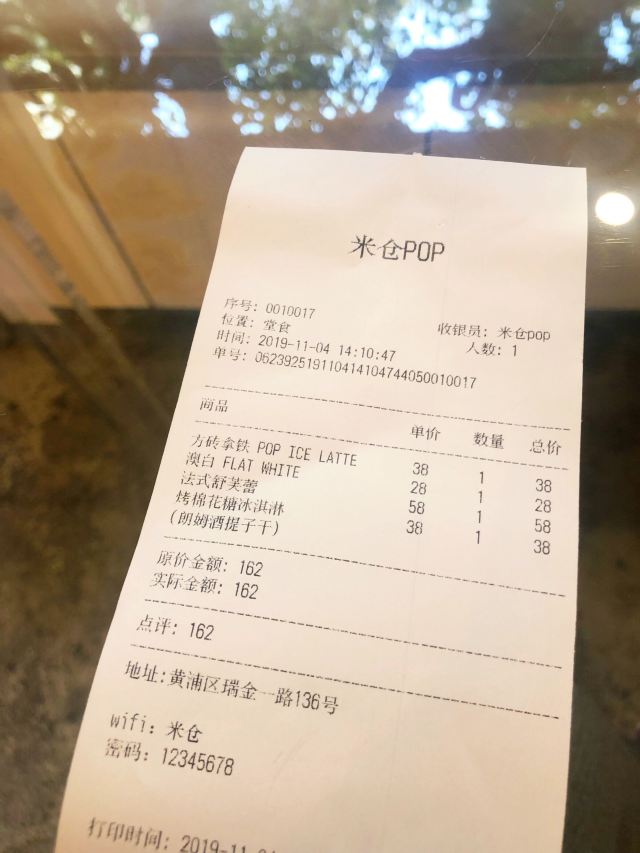 米仓POP
序号: 0010017
位置: 堂食 收银员: 米仓pop
时间: 2019-11-04 14:10:47 人数: 1
单号: 062392519110414104744050010017
商品 单价 数量 总价
方砖拿铁 POP ICE LATTE 38 1 38
澳白 FLAT WHITE 28 1 28
法式舒芙蕾 58 1 58
烤棉花糖冰淇淋 38 1 38
(朗姆酒提子干)
原价金额: 162
实际金额: 162
点评: 162
地址:黄浦区瑞金一路136号
wifi: 米仓
密码: 12345678
打印时间: 2019-11